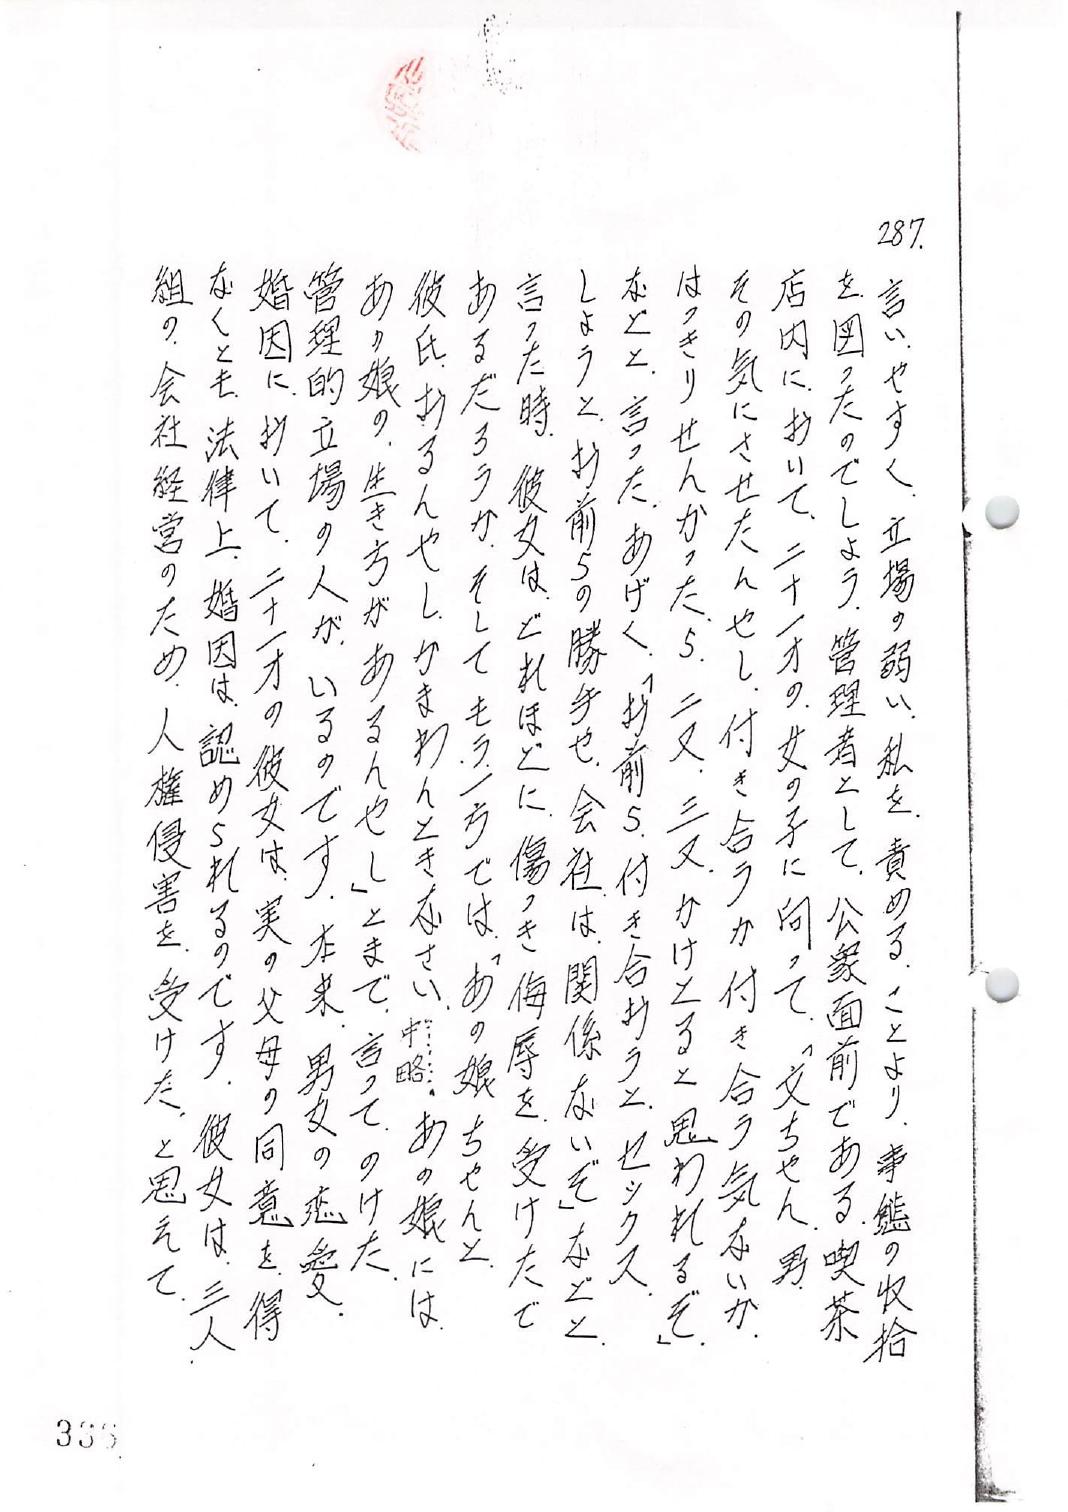 287.
言いやすく、立場の弱い、私を、責める、ことより、事態の収拾
を、図ったのでしよう、管理者として、公衆面前である、喫茶
店内に、おいて、二十一才の、女の子に向って、「文ちゃん、男、
その気にさせたんやし、付き合うか付き合う気ないか、
はっきりせんかったら、二又、三又、かけとると思われるぞ」
などと、言った、あげく、「お前ら、付き合おうと、セックス、
しようと、お前らの勝手や、会社は、関係ないぞ」などと、
言った時、彼女は、どれほどに、傷つき侮辱を、受けたで
あるだろうか、そしてもう一方では、「あの娘ちゃんと
彼氏、おるんやし、かまわんときなさい、……中略、あの娘には
あの娘の、生き方があるんやし」とまで、言って、のけた、
管理的立場の人が、いるのです、本来、男女の恋愛、
婚因に、おいて、二十一才の彼女は、実の父母の同意を、得
なくとも、法律上、婚因は、認められるのです、彼女は、三人、
組の、会社経営のため、人権侵害を、受けた、と思えて、